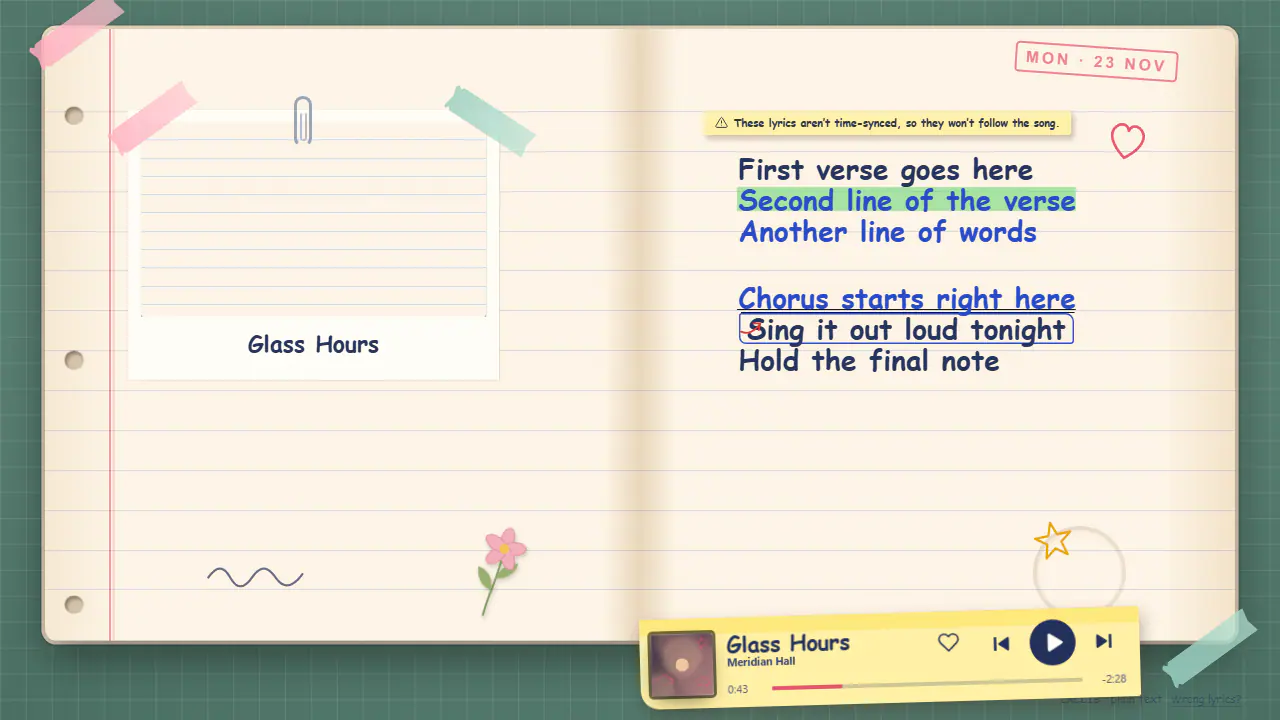 MON · 23 NOV
These lyrics aren't time-synced, so they won't follow the song.
First verse goes here
Second line of the verse
Another line of words
Chorus starts right here
Sing it out loud tonight
Hold the final note
Glass Hours
Glass Hours
Meridian Hall
0:43
-2:28
text wrong lyrics?